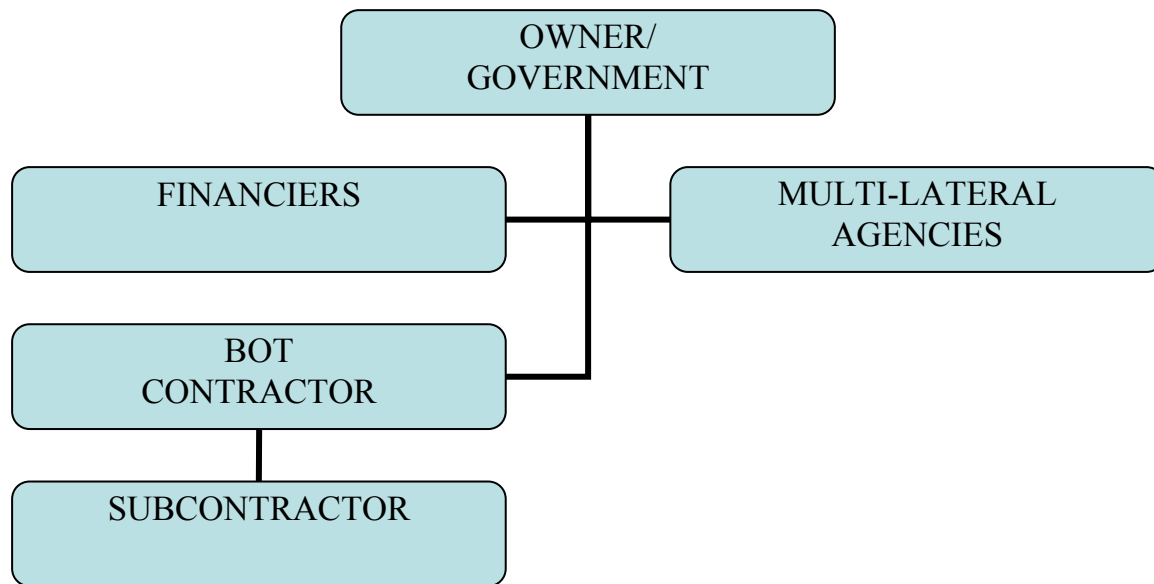 OWNER/
GOVERNMENT
FINANCIERS
MULTI-LATERAL
AGENCIES
BOT
CONTRACTOR
SUBCONTRACTOR